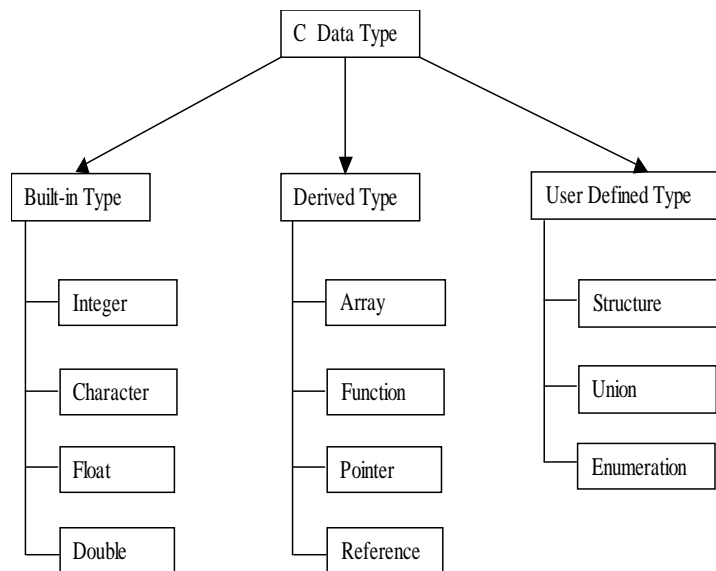 C Data Type
Built-in Type
Derived Type
User Defined Type
Integer
Array
Structure
Character
Function
Union
Float
Pointer
Enumeration
Double
Reference